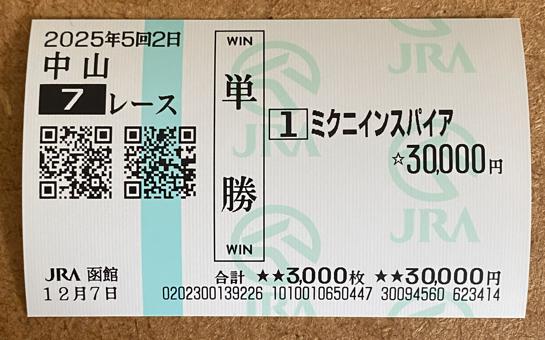 2025年5回2日
中山
7レース
WIN
単勝
WIN
1 ミクニインスパイア
☆30,000円
JRA 函館
12月7日
合計 ★★3,000枚 ★★30,000円
0202300139226 1010010650447 30094560 623414
JRA
JRA
JRA
JRA
JRA